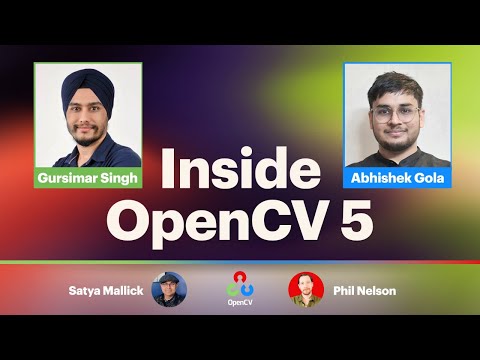 Gursimar Singh
Abhishek Gola
Inside
OpenCV 5
Satya Mallick
OpenCV
Phil Nelson